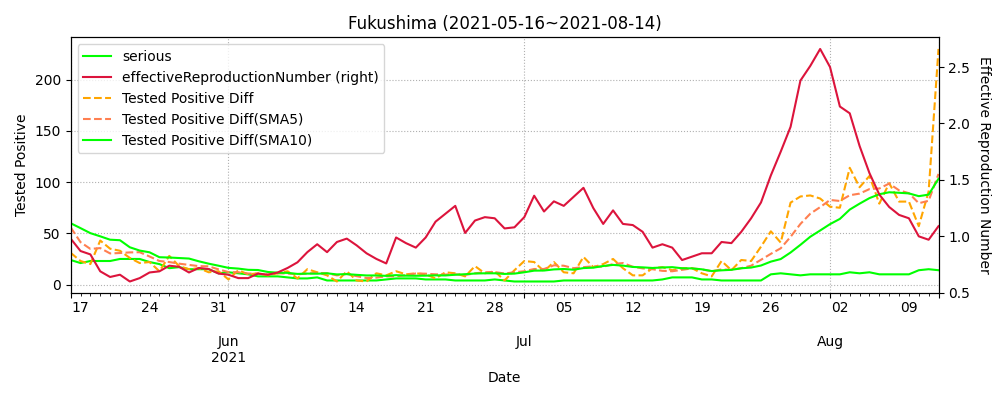 Fukushima (2021-05-16~2021-08-14)
serious
effectiveReproductionNumber (right)
Tested Positive Diff
Tested Positive Diff(SMA5)
Tested Positive Diff(SMA10)
Tested Positive
200
150
100
50
0
2.5
2.0
1.5
1.0
0.5
Effective Reproduction Number
17 24 31 07 14 21 28 05 12 19 26 02 09
Jun Jul Aug
2021
Date